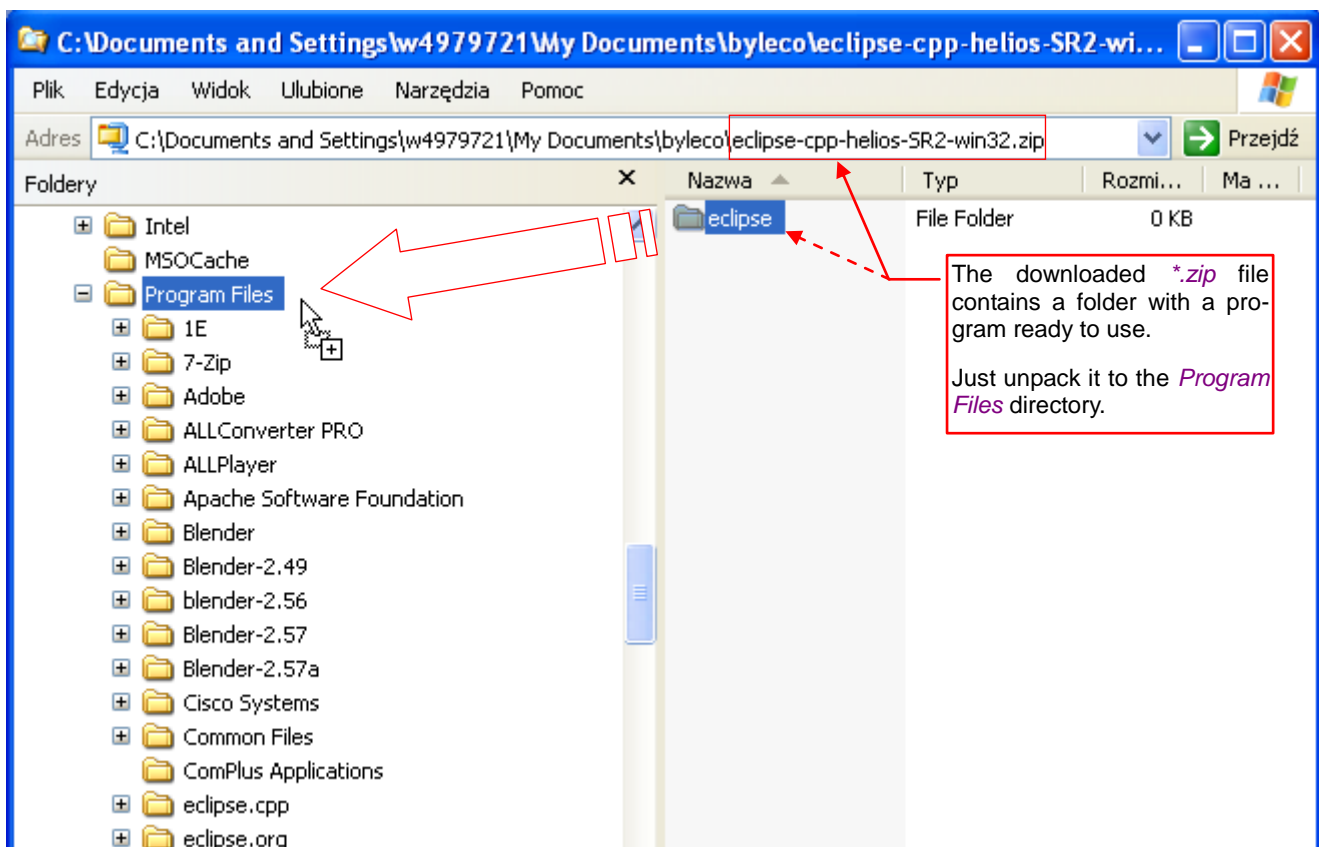 C:\Documents and Settings\w4979721\My Documents\byleco\eclipse-cpp-helios-SR2-wi...
Plik Edycja Widok Ulubione Narzędzia Pomoc
Adres C:\Documents and Settings\w4979721\My Documents\byleco\eclipse-cpp-helios-SR2-win32.zip Przejdź
Foldery x Nazwa Typ Rozmi... Ma ...
Intel
eclipse File Folder 0 KB
MSOCache
Program Files
1E
7-Zip
Adobe
ALLConverter PRO
ALLPlayer
Apache Software Foundation
Blender
Blender-2.49
blender-2.56
Blender-2.57
Blender-2.57a
Cisco Systems
Common Files
ComPlus Applications
eclipse.cpp
eclipse.org
The downloaded *.zip file
contains a folder with a pro-
gram ready to use.
Just unpack it to the Program
Files directory.